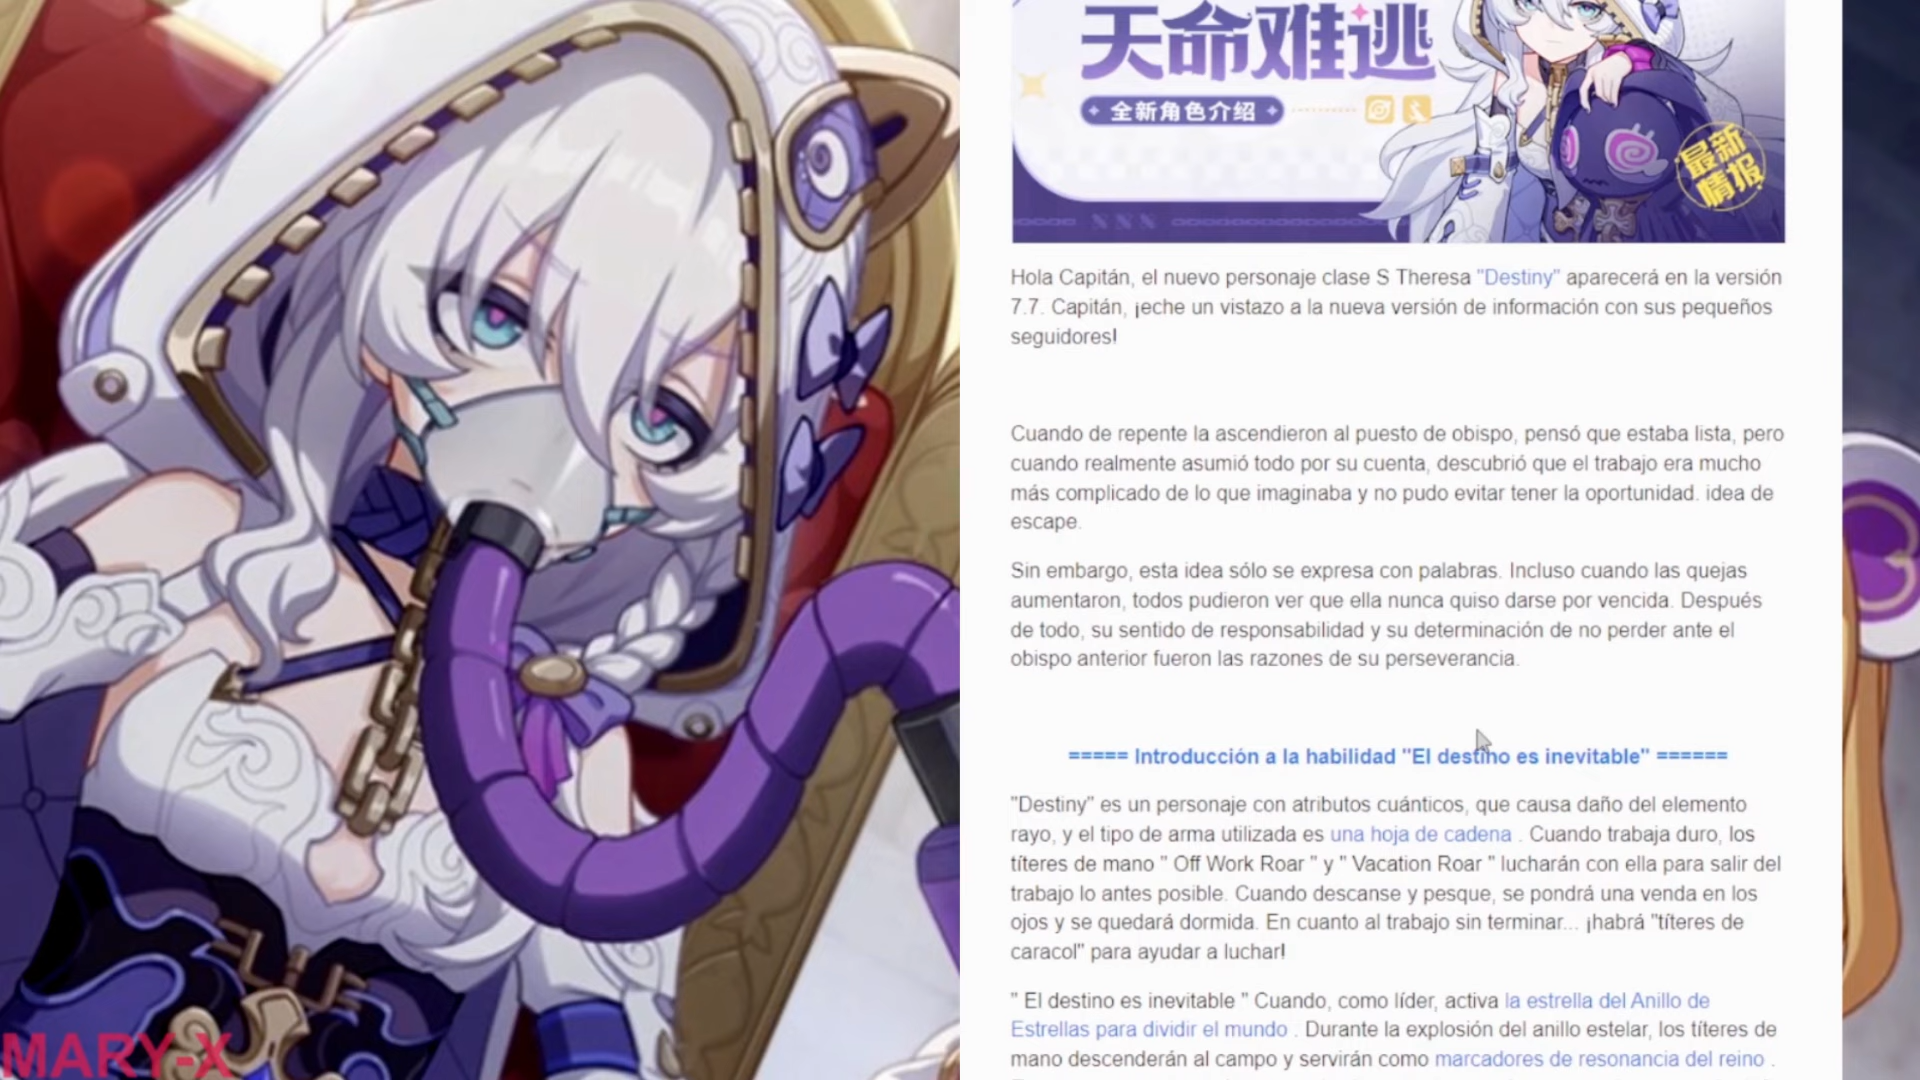 天命难逃
全新角色介绍
最新
情报
Hola Capitán, el nuevo personaje clase S Theresa "Destiny" aparecerá en la versión
7.7. Capitán, ¡eche un vistazo a la nueva versión de información con sus pequeños
seguidores!
Cuando de repente la ascendieron al puesto de obispo, pensó que estaba lista, pero
cuando realmente asumió todo por su cuenta, descubrió que el trabajo era mucho
más complicado de lo que imaginaba y no pudo evitar tener la oportunidad. idea de
escape.
Sin embargo, esta idea sólo se expresa con palabras. Incluso cuando las quejas
aumentaron, todos pudieron ver que ella nunca quiso darse por vencida. Después
de todo, su sentido de responsabilidad y su determinación de no perder ante el
obispo anterior fueron las razones de su perseverancia.
===== Introducción a la habilidad "El destino es inevitable" ======
"Destiny" es un personaje con atributos cuánticos, que causa daño del elemento
rayo, y el tipo de arma utilizada es una hoja de cadena . Cuando trabaja duro, los
títeres de mano " Off Work Roar " y " Vacation Roar " lucharán con ella para salir del
trabajo lo antes posible. Cuando descanse y pesque, se pondrá una venda en los
ojos y se quedará dormida. En cuanto al trabajo sin terminar... ¡habrá "títeres de
caracol" para ayudar a luchar!
" El destino es inevitable " Cuando, como líder, activa la estrella del Anillo de
Estrellas para dividir el mundo . Durante la explosión del anillo estelar, los títeres de
mano descenderán al campo y servirán como marcadores de resonancia del reino .
MARY-X